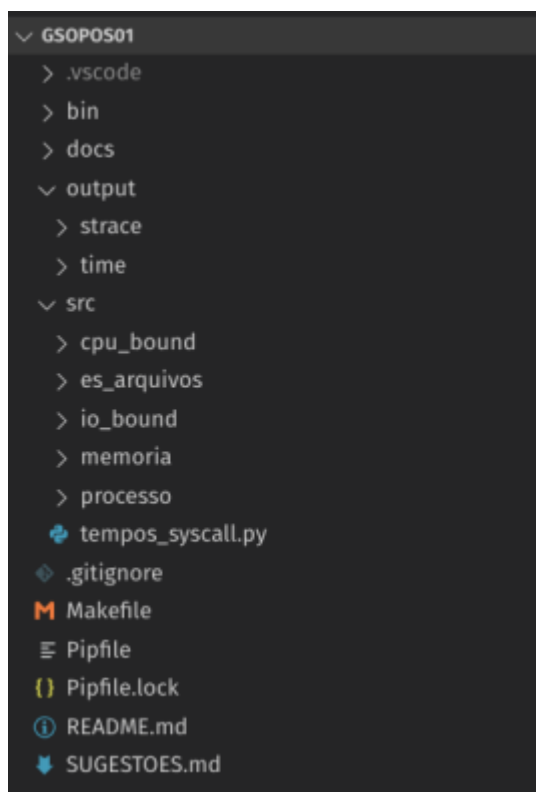 GSOPOS01
.vscode
bin
docs
output
strace
time
src
cpu_bound
es_arquivos
io_bound
memoria
processo
tempos_syscall.py
.gitignore
Makefile
Pipfile
Pipfile.lock
README.md
SUGESTOES.md